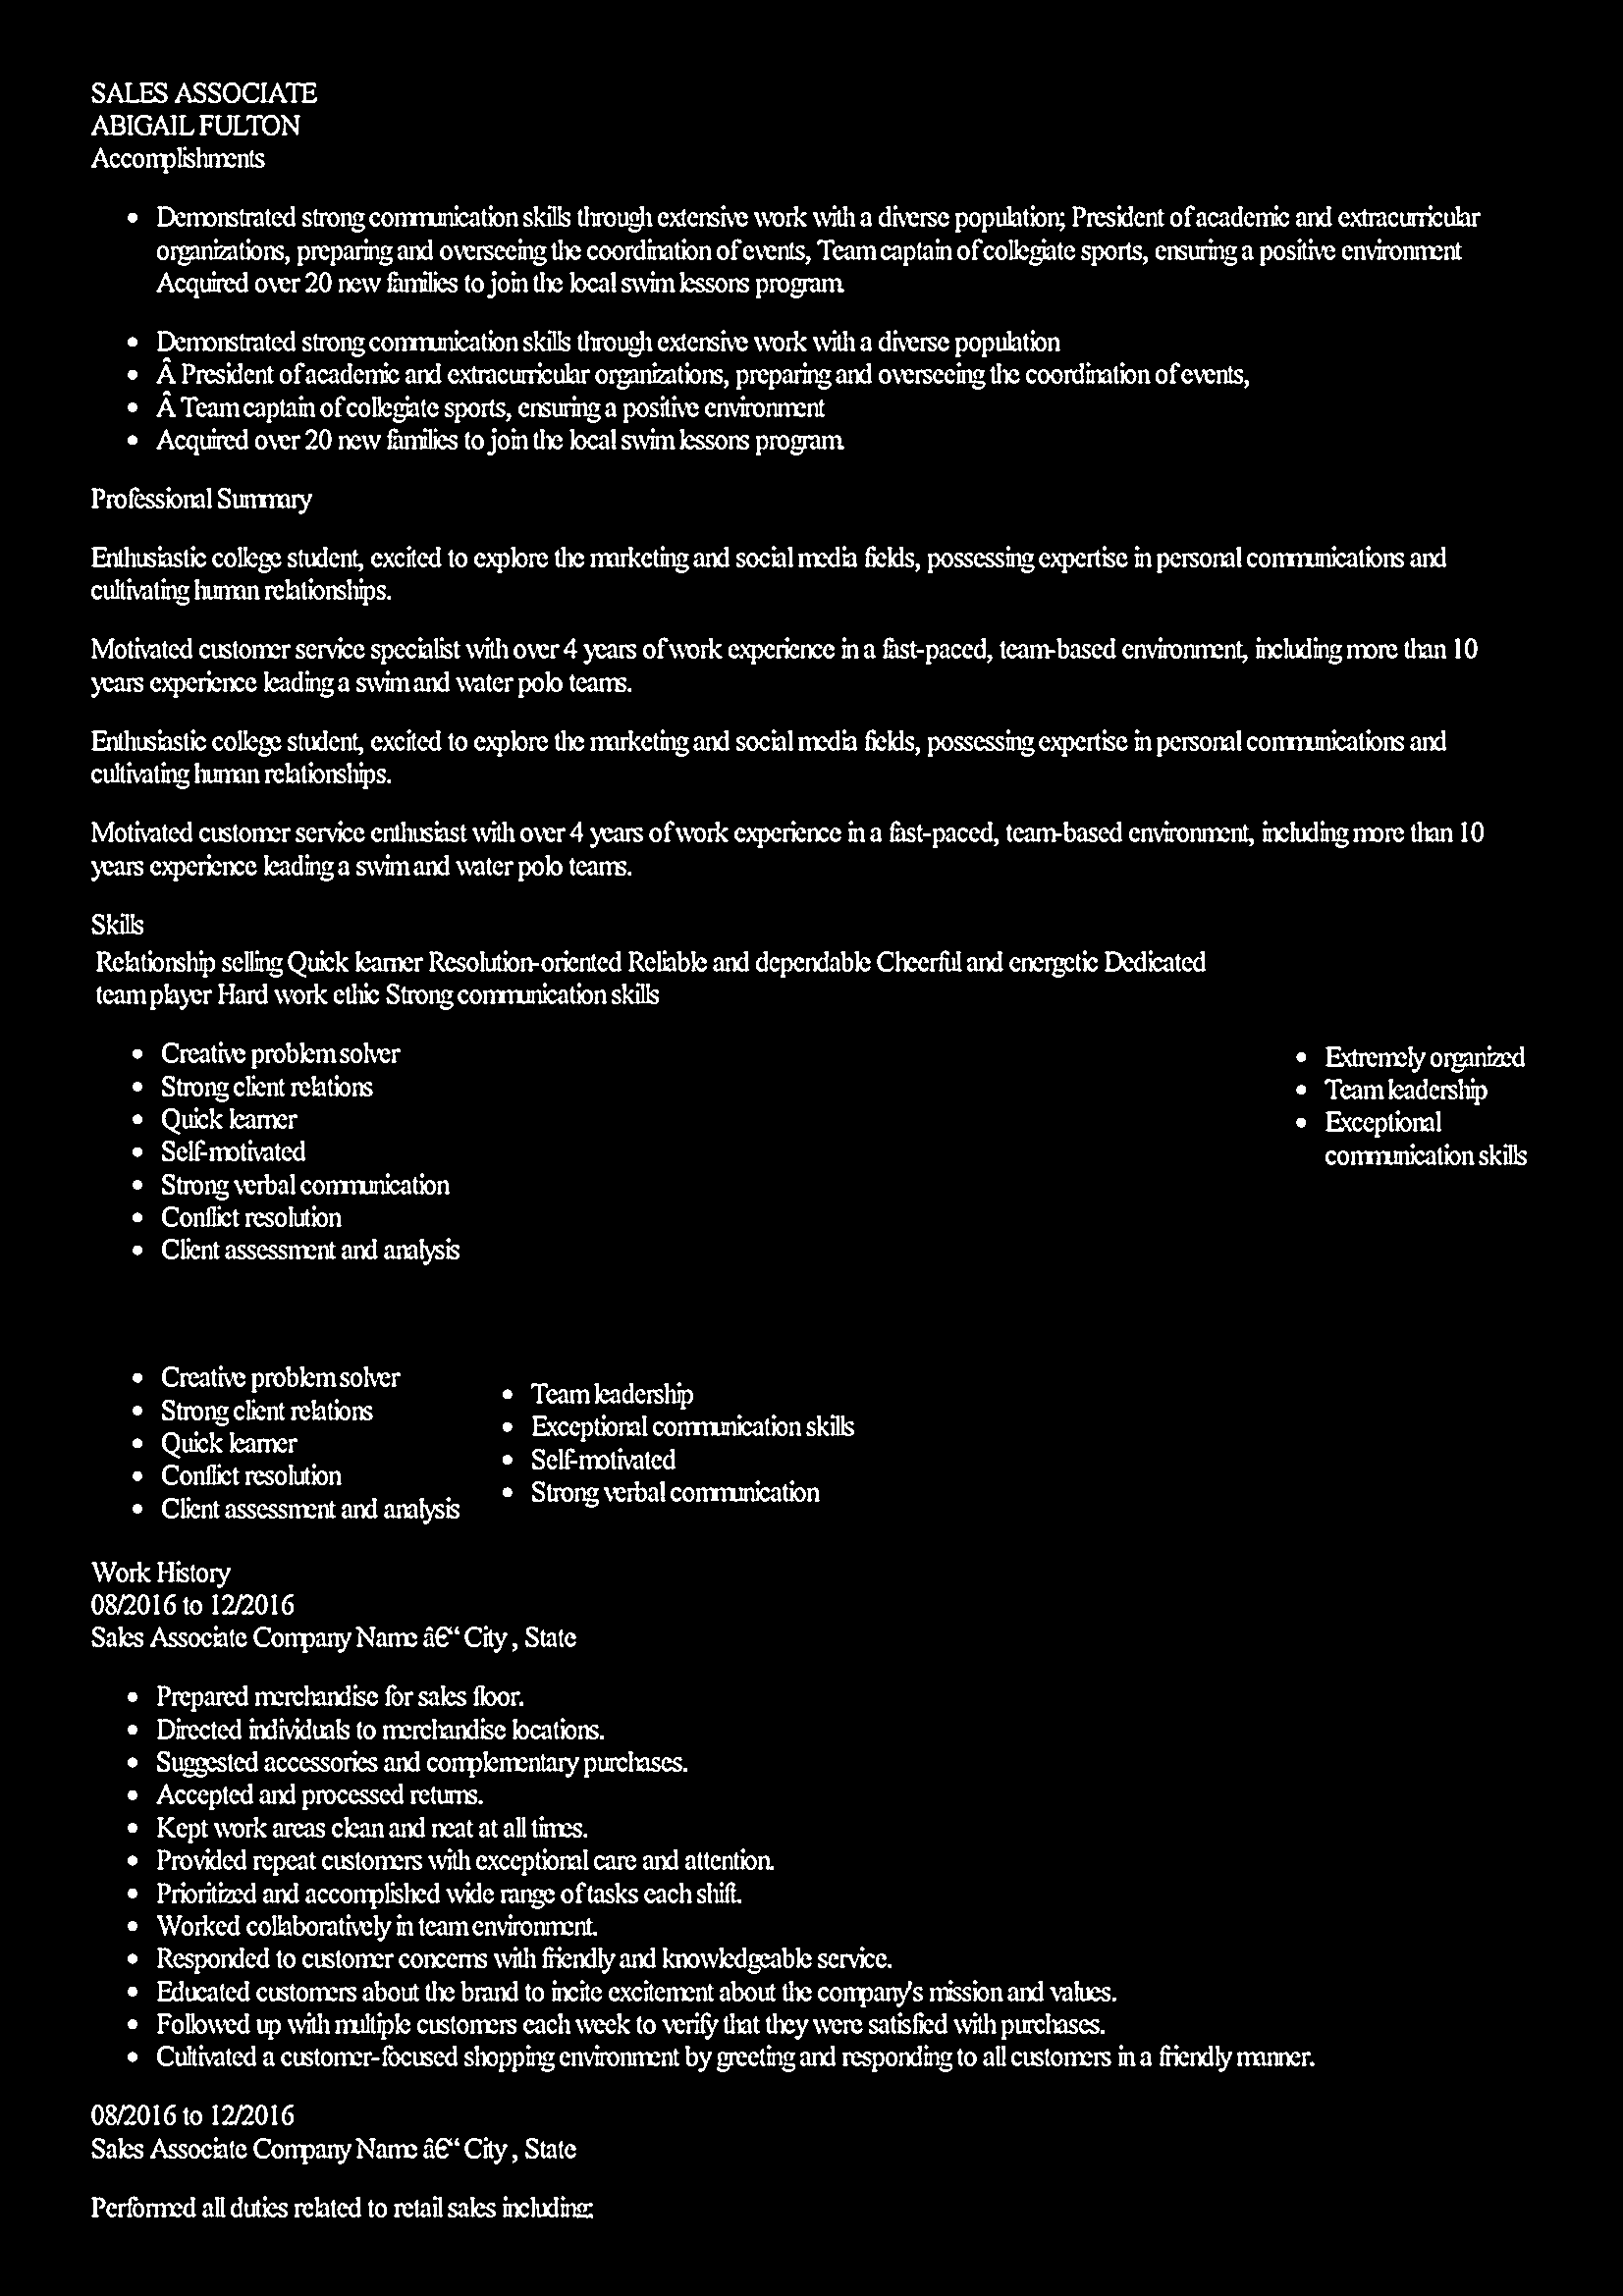 SALES ASSOCIATE
ABIGAIL FULTON
Accomplishments
• Demonstrated strong communication skills through extensive work with a diverse population; President of academic and extracurricular
organizations, preparing and overseeing the coordination of events, Team captain of collegiate sports, ensuring a positive environment
Acquired over 20 new families to join the local swim lessons program.
• Demonstrated strong communication skills through extensive work with a diverse population
• Â President of academic and extracurricular organizations, preparing and overseeing the coordination of events,
• Â Team captain of collegiate sports, ensuring a positive environment
• Acquired over 20 new families to join the local swim lessons program.
Professional Summary
Enthusiastic college student, excited to explore the marketing and social media fields, possessing expertise in personal communications and
cultivating human relationships.
Motivated customer service specialist with over 4 years of work experience in a fast-paced, team-based environment, including more than 10
years experience leading a swim and water polo teams.
Enthusiastic college student, excited to explore the marketing and social media fields, possessing expertise in personal communications and
cultivating human relationships.
Motivated customer service enthusiast with over 4 years of work experience in a fast-paced, team-based environment, including more than 10
years experience leading a swim and water polo teams.
Skills
Relationship selling Quick learner Resolution-oriented Reliable and dependable Cheerful and energetic Dedicated
team player Hard work ethic Strong communication skills
• Creative problem solver
• Strong client relations
• Quick learner
• Self-motivated
• Strong verbal communication
• Conflict resolution
• Client assessment and analysis
• Extremely organized
• Team leadership
• Exceptional
communication skills
• Creative problem solver
• Strong client relations
• Quick learner
• Conflict resolution
• Client assessment and analysis
• Team leadership
• Exceptional communication skills
• Self-motivated
• Strong verbal communication
Work History
08/2016 to 12/2016
Sales Associate Company Name â€“ City , State
• Prepared merchandise for sales floor.
• Directed individuals to merchandise locations.
• Suggested accessories and complementary purchases.
• Accepted and processed returns.
• Kept work areas clean and neat at all times.
• Provided repeat customers with exceptional care and attention.
• Prioritized and accomplished wide range of tasks each shift.
• Worked collaboratively in team environment.
• Responded to customer concerns with friendly and knowledgeable service.
• Educated customers about the brand to incite excitement about the company's mission and values.
• Followed up with multiple customers each week to verify that they were satisfied with purchases.
• Cultivated a customer-focused shopping environment by greeting and responding to all customers in a friendly manner.
08/2016 to 12/2016
Sales Associate Company Name â€“ City , State
Performed all duties related to retail sales including: